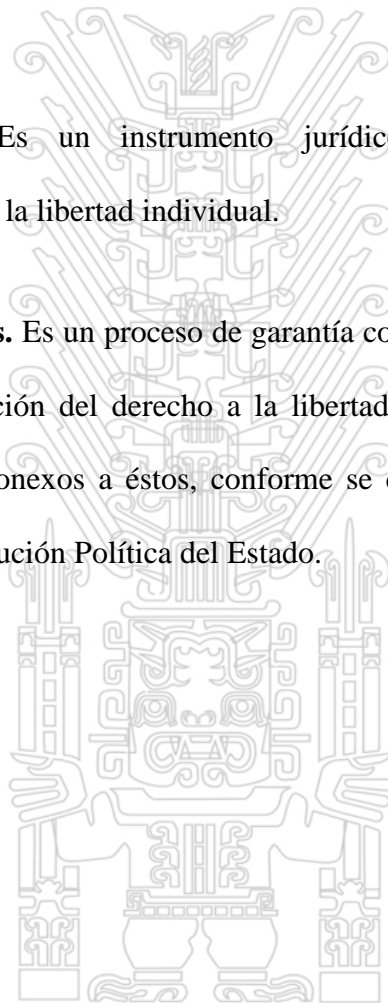 Es un instrumento jurídic
la libertad individual.
s. Es un proceso de garantía co
ción del derecho a la libertad
onexos a éstos, conforme se
ución Política del Estado.